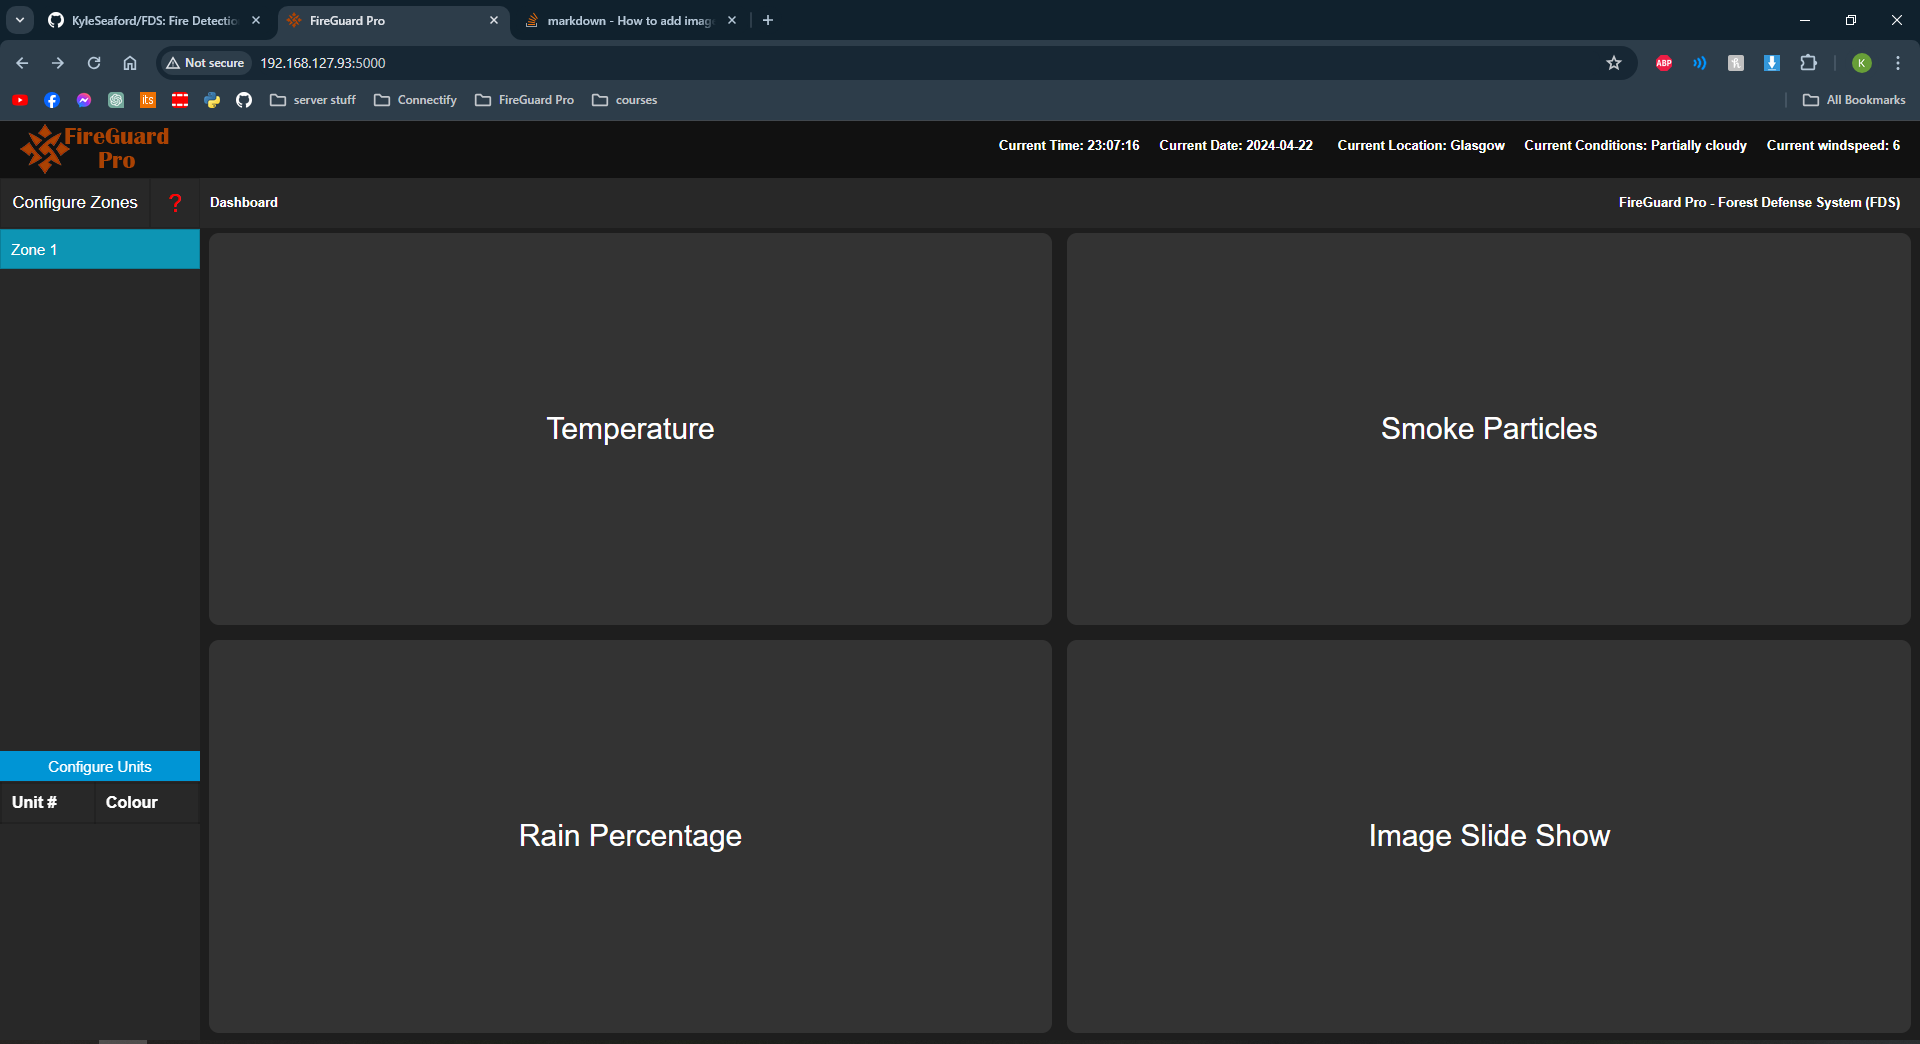 KyleSeaford/FDS: Fire Detectio
FireGuard Pro
markdown - How to add imag
Not secure
192.168.127.93:5000
ABP
K
its
server stuff
Connectify
FireGuard Pro
courses
All Bookmarks
FireGuard
Pro
Current Time: 23:07:16
Current Date: 2024-04-22
Current Location: Glasgow
Current Conditions: Partially cloudy
Current windspeed: 6
Configure Zones
❓
Dashboard
FireGuard Pro - Forest Defense System (FDS)
Zone 1
Temperature
Smoke Particles
Configure Units
Unit #
Colour
Rain Percentage
Image Slide Show